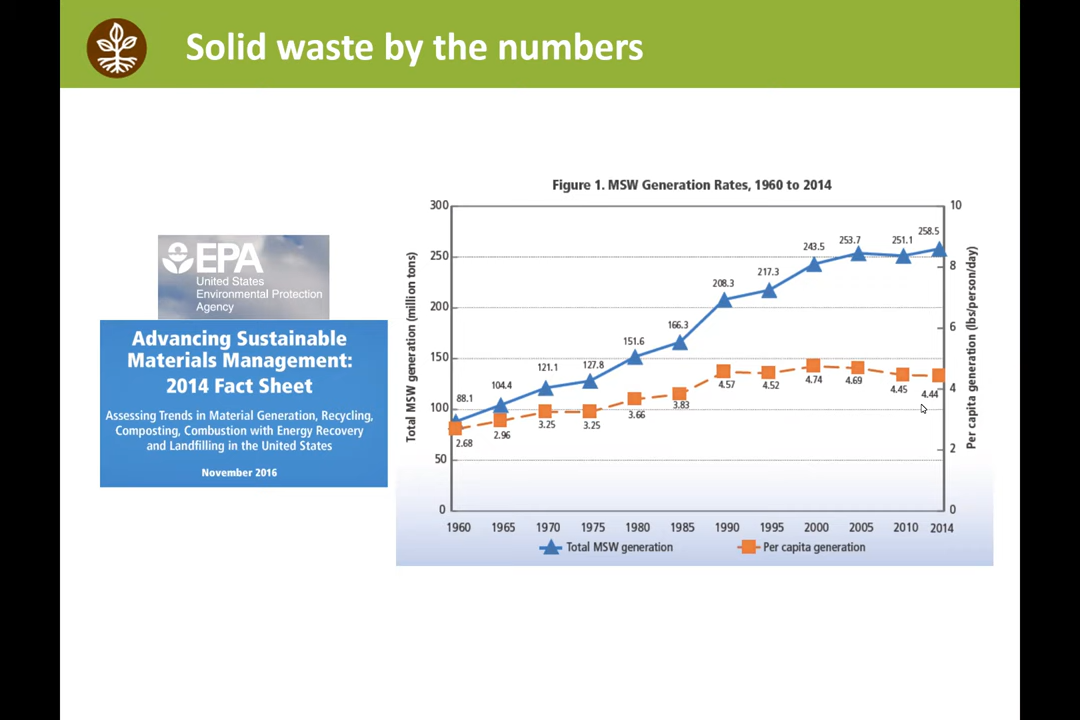 Solid waste by the numbers
EPA
United States
Environmental Protection
Agency
Advancing Sustainable
Materials Management:
2014 Fact Sheet
Assessing Trends in Material Generation, Recycling,
Composting, Combustion with Energy Recovery
and Landfilling in the United States
November 2016
Figure 1. MSW Generation Rates, 1960 to 2014
Total MSW generation (million tons)
300
250
200
150
100
50
0
88.1
104.4
121.1
127.8
151.6
166.3
208.3
217.3
243.5
253.7
251.1
258.5
2.68
2.96
3.25
3.25
3.66
3.83
4.57
4.52
4.74
4.69
4.45
4.44
10
8
6
4
2
0
Per capita generation (lbs/person/day)
1960 1965 1970 1975 1980 1985 1990 1995 2000 2005 2010 2014
Total MSW generation
Per capita generation